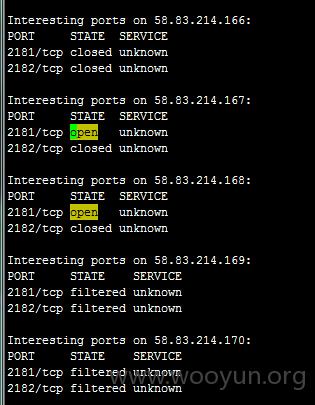 Interesting ports on 58.83.214.166:
PORT STATE SERVICE
2181/tcp closed unknown
2182/tcp closed unknown
Interesting ports on 58.83.214.167:
PORT STATE SERVICE
2181/tcp open unknown
2182/tcp closed unknown
Interesting ports on 58.83.214.168:
PORT STATE SERVICE
2181/tcp open unknown
2182/tcp closed unknown
Interesting ports on 58.83.214.169:
PORT STATE SERVICE
2181/tcp filtered unknown
2182/tcp filtered unknown
Interesting ports on 58.83.214.170:
PORT STATE SERVICE
2181/tcp filtered unknown
2182/tcp filtered unknown
www.wooyun.org